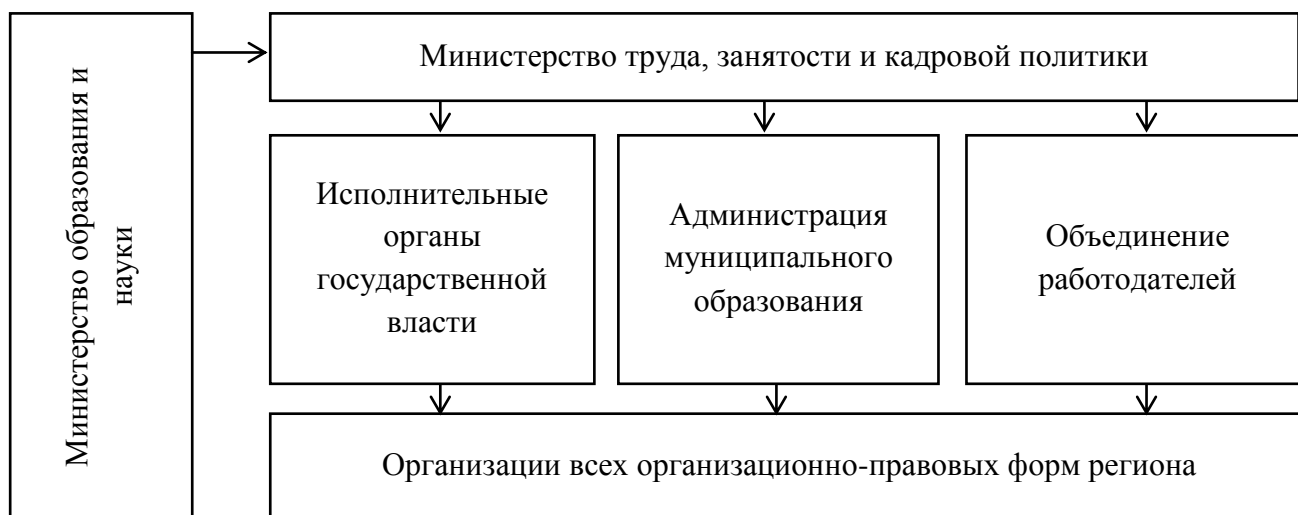 Министерство образования и
науки
Министерство труда, занятости и кадровой политики
Исполнительные
органы
государственной
власти
Администрация
муниципального
образования
Объединение
работодателей
Организации всех организационно-правовых форм региона